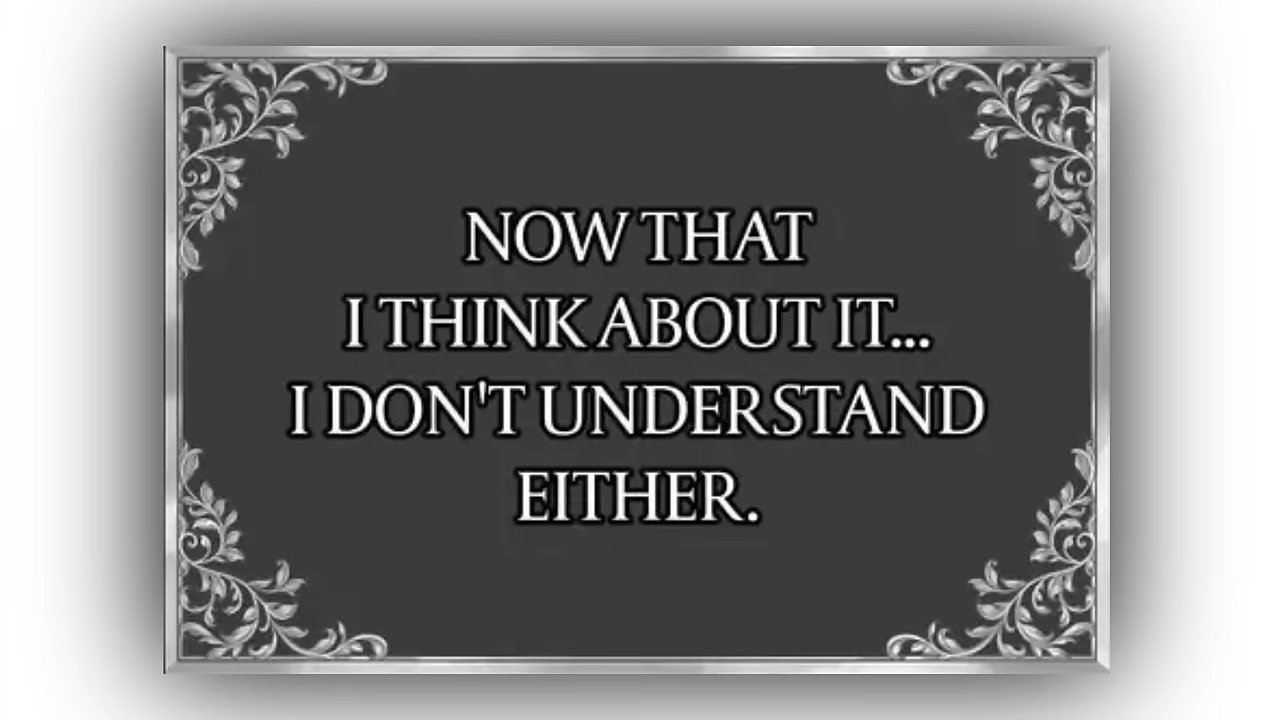 NOW THAT
I THINK ABOUT IT...
I DON'T UNDERSTAND
EITHER.